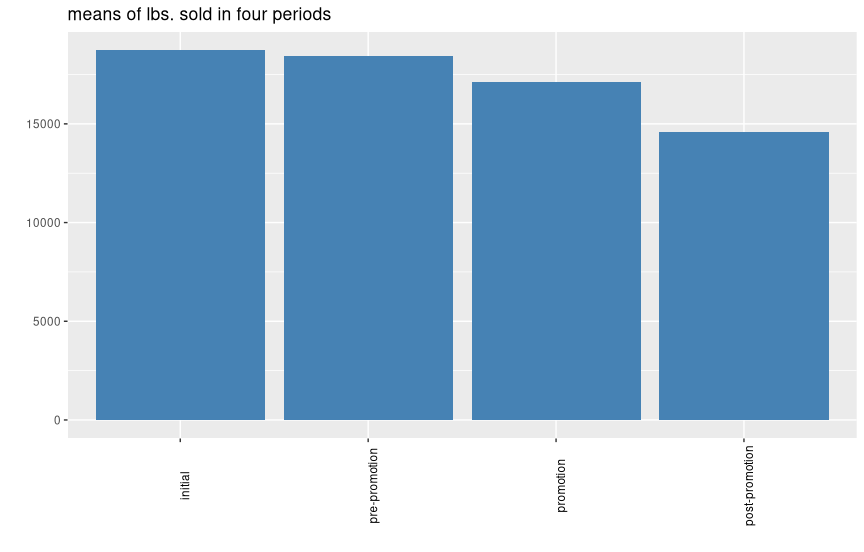 means of lbs. sold in four periods
15000
10000
5000
0
initial
pre-promotion
promotion
post-promotion